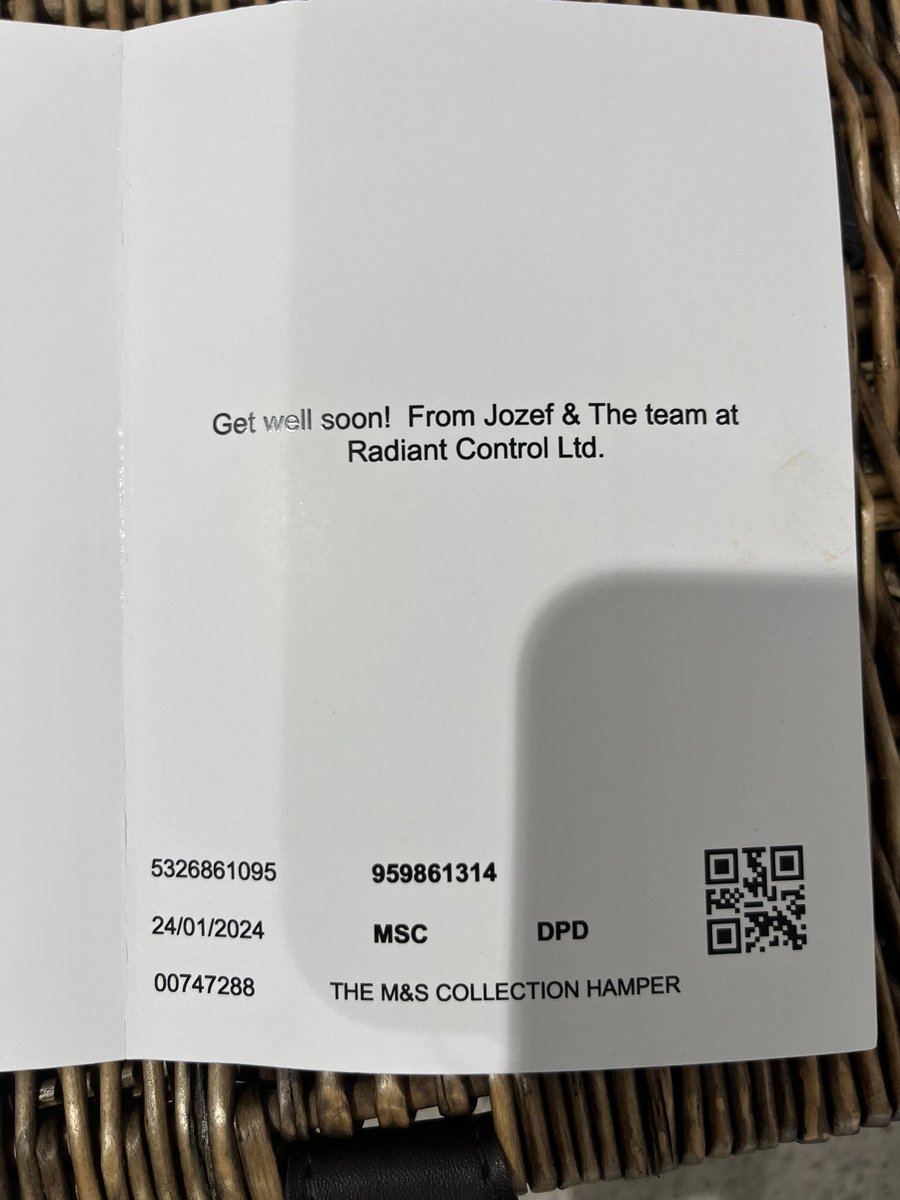 Get well soon!  From Jozef & The team at
Radiant Control Ltd.
5326861095 959861314
24/01/2024 MSC DPD
00747288 THE M&S COLLECTION HAMPER